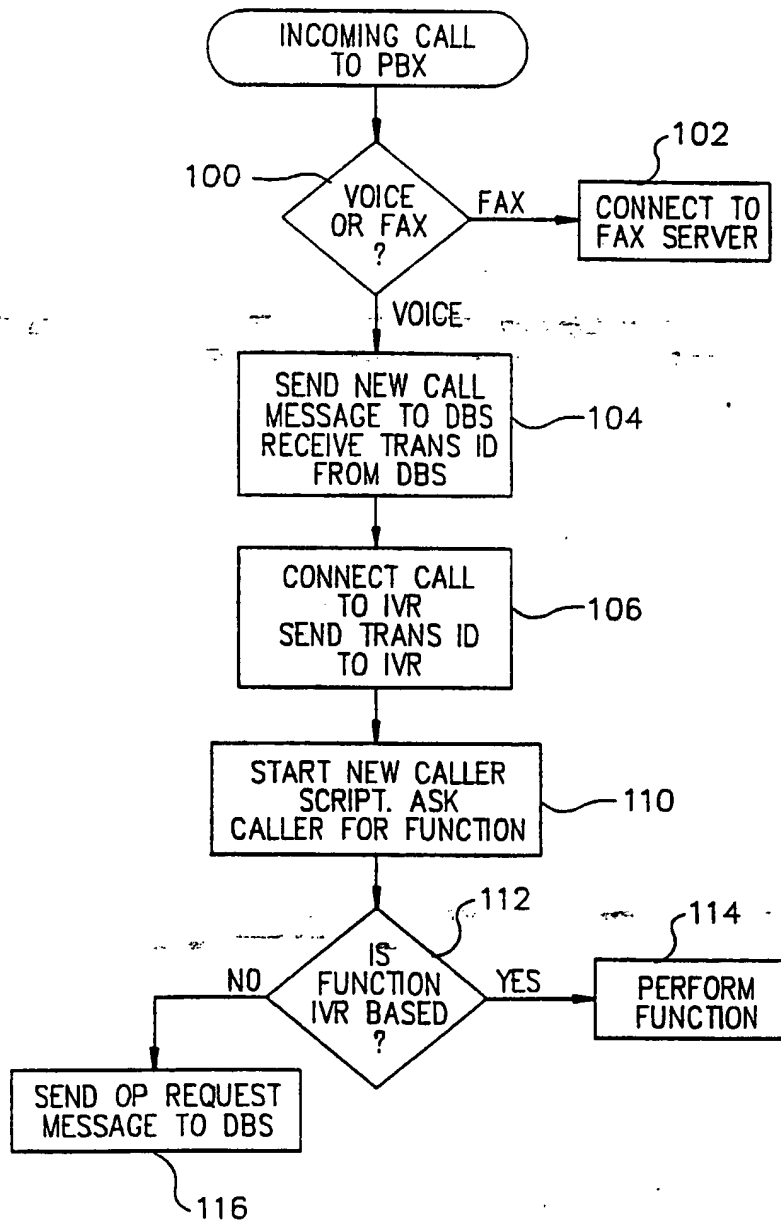 INCOMING CALL
TO PBX
102
100
VOICE
OR FAX
?
FAX
CONNECT TO
FAX SERVER
VOICE
SEND NEW CALL
MESSAGE TO DBS
RECEIVE TRANS ID
FROM DBS
104
CONNECT CALL
TO IVR
SEND TRANS ID
TO IVR
106
START NEW CALLER
SCRIPT. ASK
CALLER FOR FUNCTION
110
112
114
IS
FUNCTION
IVR BASED
?
NO
YES
PERFORM
FUNCTION
SEND OP REQUEST
MESSAGE TO DBS
116